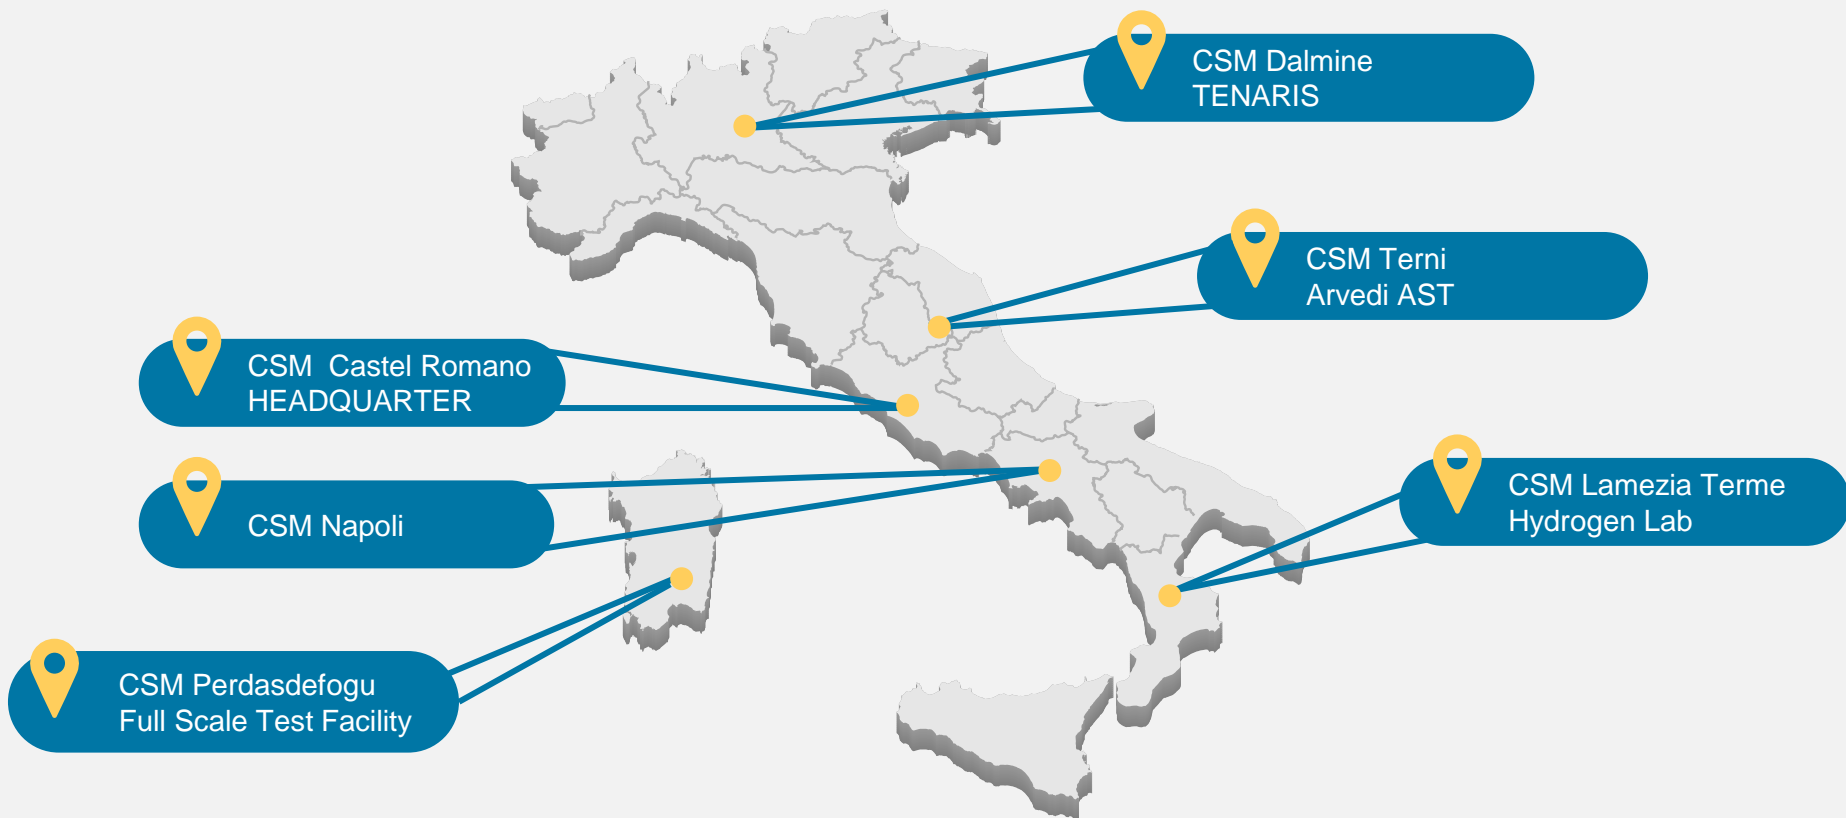 CSM Dalmine
TENARIS
CSM Terni
Arvedi AST
CSM  Castel Romano
HEADQUARTER
CSM Napoli
CSM Lamezia Terme
Hydrogen Lab
CSM Perdasdefogu
Full Scale Test Facility